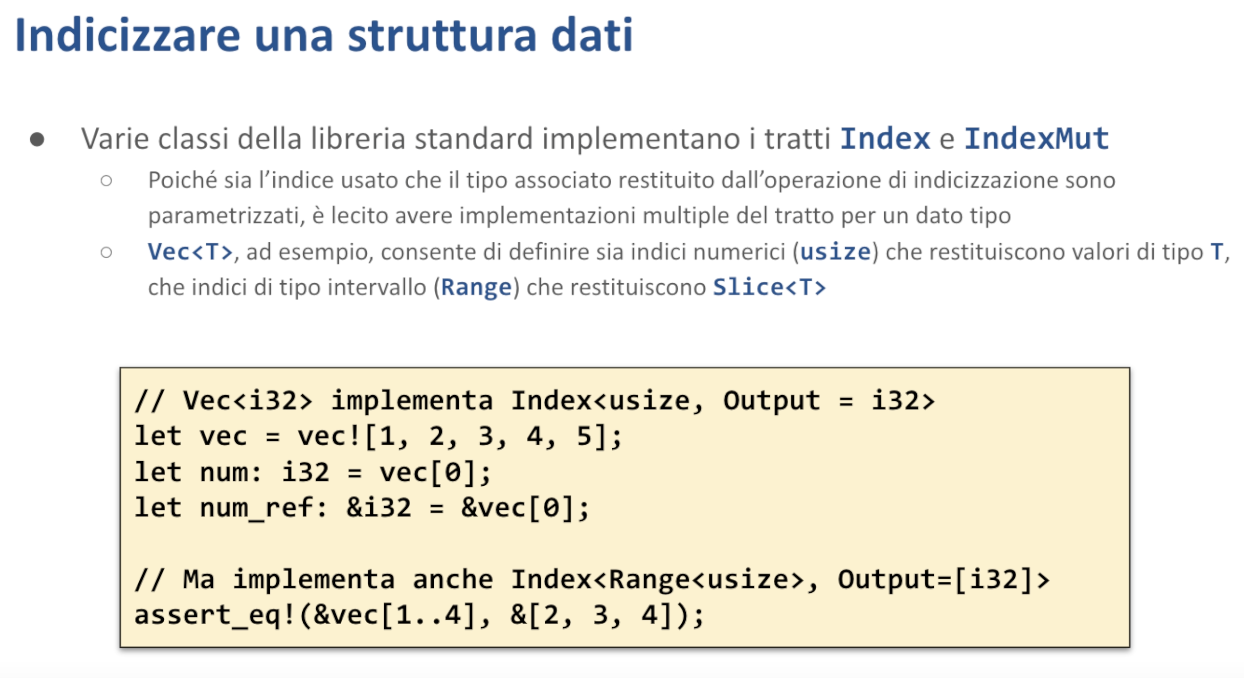 Indicizzare una struttura dati
● Varie classi della libreria standard implementano i tratti Index e IndexMut
○ Poiché sia l’indice usato che il tipo associato restituito dall’operazione di indicizzazione sono
parametrizzati, è lecito avere implementazioni multiple del tratto per un dato tipo
○ Vec<T>, ad esempio, consente di definire sia indici numerici (usize) che restituiscono valori di tipo T,
che indici di tipo intervallo (Range) che restituiscono Slice<T>
// Vec<i32> implementa Index<usize, Output = i32>
let vec = vec![1, 2, 3, 4, 5];
let num: i32 = vec[0];
let num_ref: &i32 = &vec[0];
// Ma implementa anche Index<Range<usize>, Output=[i32]>
assert_eq!(&vec[1..4], &[2, 3, 4]);